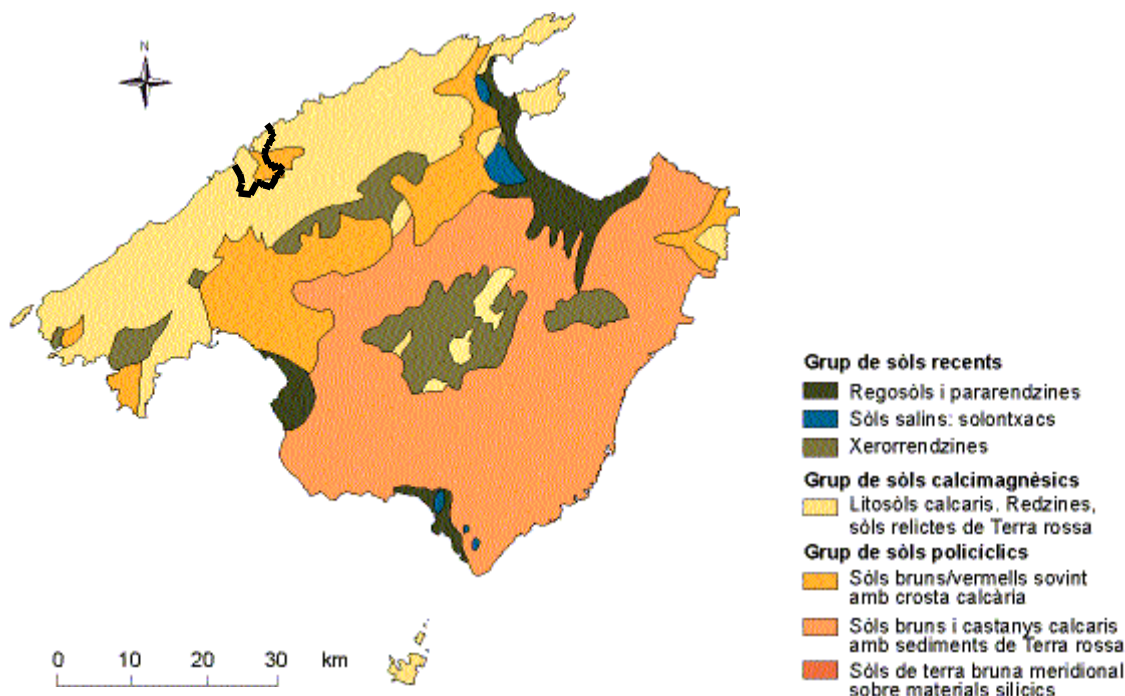 N
Grup de sòls recents
Regosòls i pararendzines
Sòls salins: solontxacs
Xerorrendzines
Grup de sòls calcimagnèsics
Litosòls calcaris. Redzines,
sòls relictes de Terra rossa
Grup de sòls policíclics
Sòls bruns/vermells sovint
amb crosta calcària
Sòls bruns i castanys calcaris
amb sediments de Terra rossa
Sòls de terra bruna meridional
sobre materials silícics
0 10 20 30 km